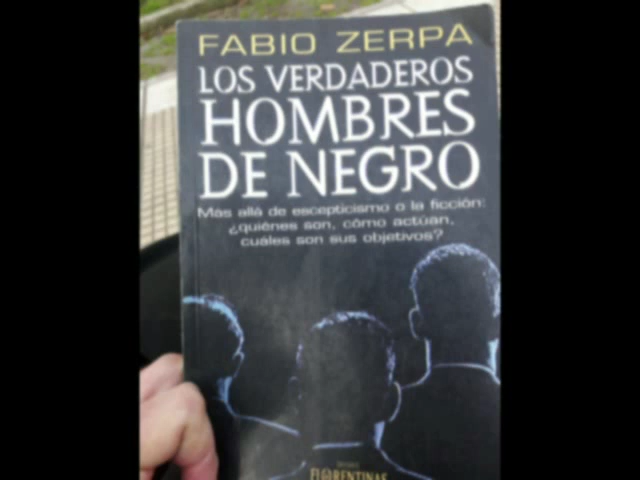 FABIO ZERPA
LOS VERDADEROS
HOMBRES
DE NEGRO
Más allá de escepticismo o la ficción:
¿quiénes son, cómo actúan,
cuáles son sus objetivos?
FLORENTINAS